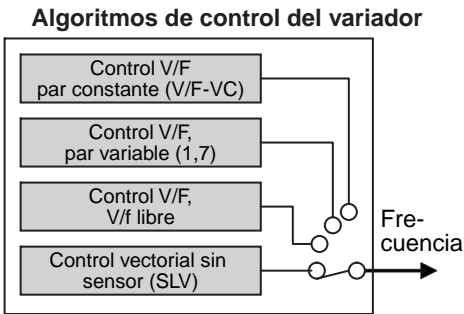 Algoritmos de control del variador
Control V/F
par constante (V/F-VC)
Control V/F,
par variable (1,7)
Control V/F,
V/f libre
Control vectorial sin
sensor (SLV)
Fre-
cuencia